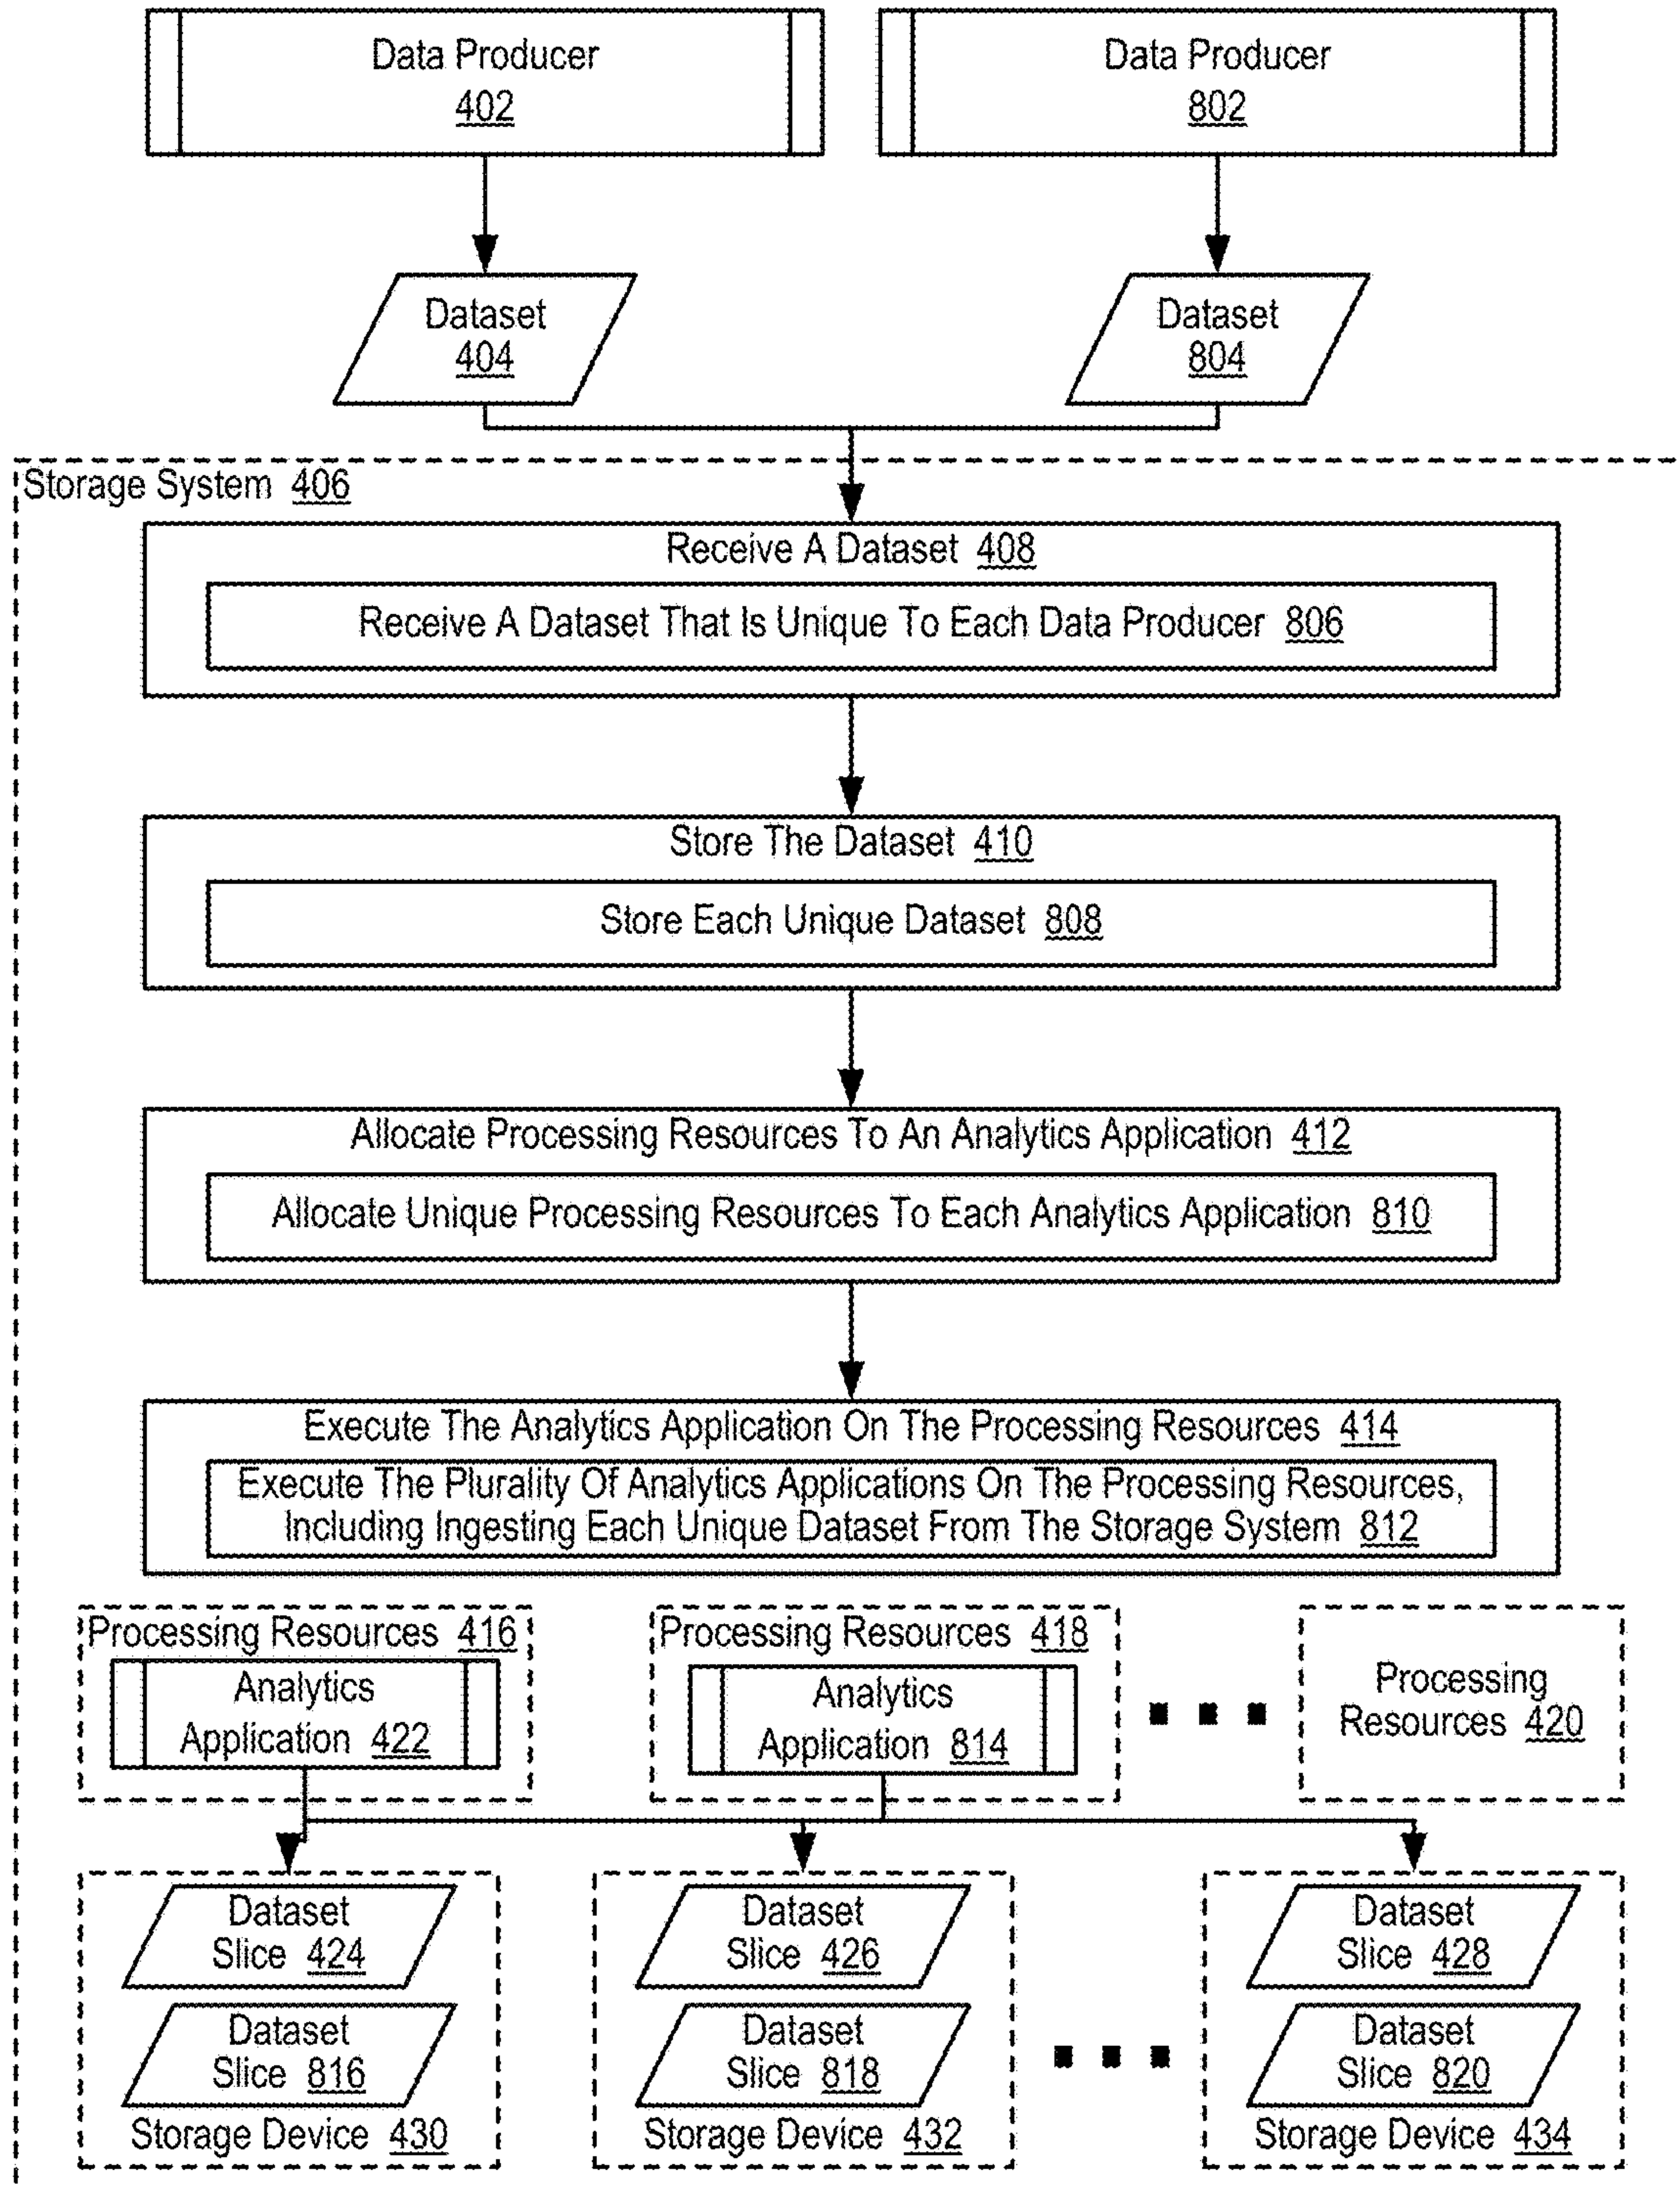 Data Producer
402
Data Producer
802
Dataset
404
Dataset
804
Storage System 406
Receive A Dataset 408
Receive A Dataset That Is Unique To Each Data Producer 806
Store The Dataset 410
Store Each Unique Dataset 808
Allocate Processing Resources To An Analytics Application 412
Allocate Unique Processing Resources To Each Analytics Application 810
Execute The Analytics Application On The Processing Resources 414
Execute The Plurality Of Analytics Applications On The Processing Resources,
Including Ingesting Each Unique Dataset From The Storage System 812
Processing Resources 416
Analytics
Application 422
Processing Resources 418
Analytics
Application 814
Processing
Resources 420
Dataset
Slice 424
Dataset
Slice 816
Storage Device 430
Dataset
Slice 426
Dataset
Slice 818
Storage Device 432
Dataset
Slice 428
Dataset
Slice 820
Storage Device 434